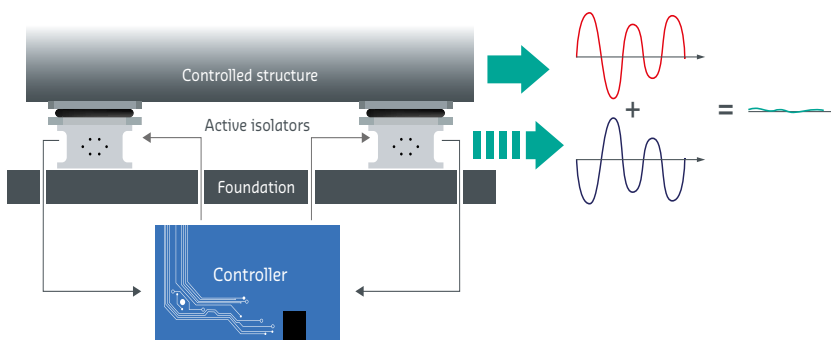 Controlled structure
Active isolators
+
=
Foundation
Controller